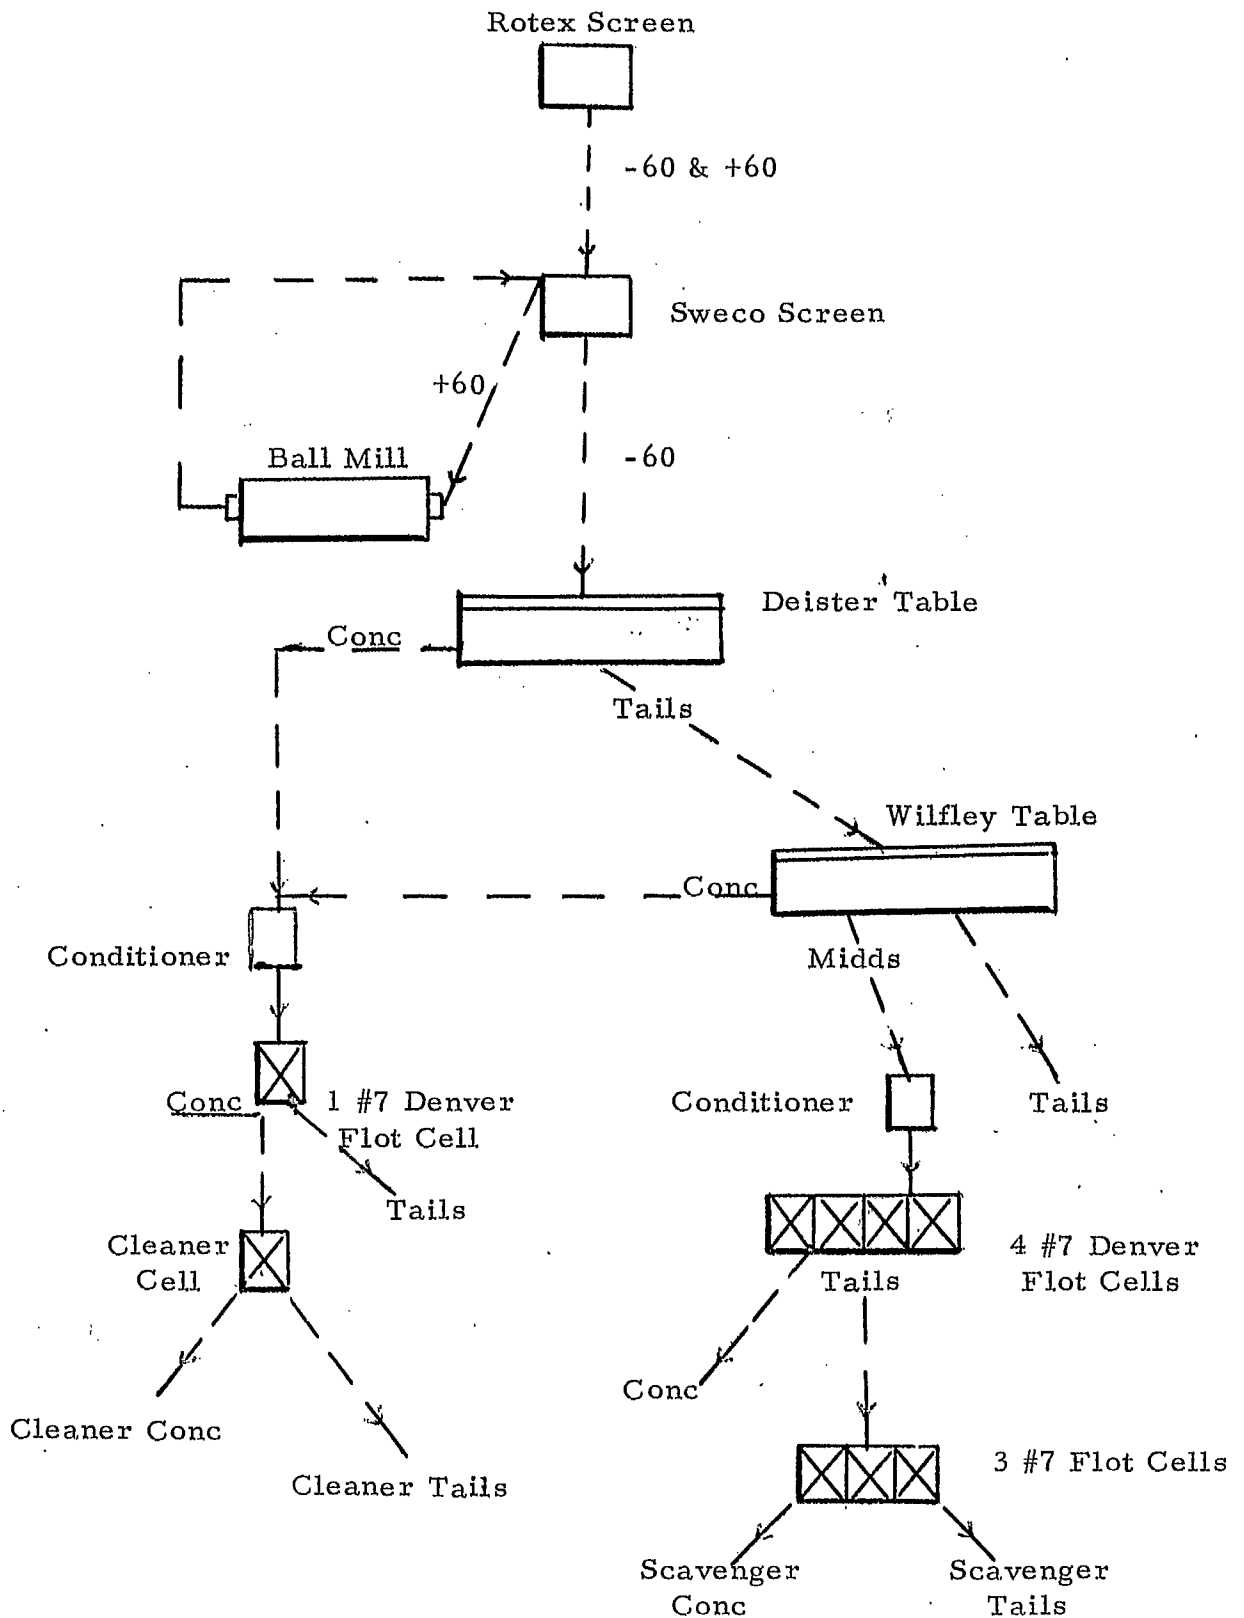 Rotex Screen
-60 & +60
Sweco Screen
+60
Ball Mill
-60
Deister Table
Conc
Tails
Wilfley Table
Conc
Conditioner
Midds
Conc
1 #7 Denver
Flot Cell
Conditioner
Tails
Tails
Cleaner
Cell
4 #7 Denver
Flot Cells
Tails
Conc
Cleaner Conc
Cleaner Tails
3 #7 Flot Cells
Scavenger
Conc
Scavenger
Tails